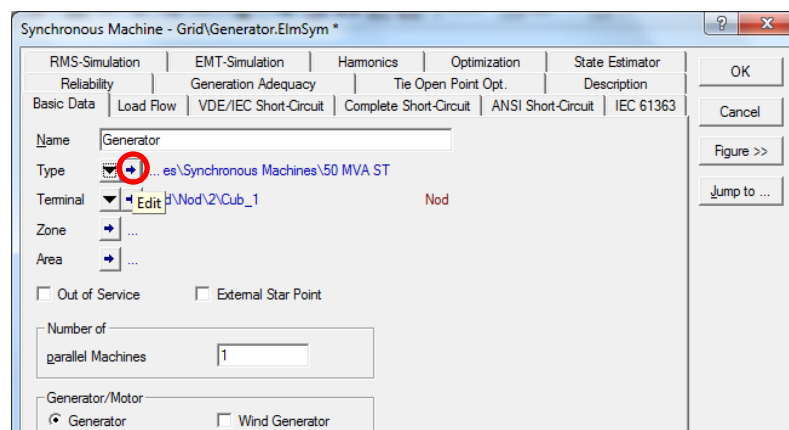 Synchronous Machine - Grid\Generator.ElmSym *
RMS-Simulation EMT-Simulation Harmonics Optimization State Estimator
Reliability Generation Adequacy Tie Open Point Opt. Description
Basic Data Load Flow VDE/IEC Short-Circuit Complete Short-Circuit ANSI Short-Circuit IEC 61363
OK
Cancel
Figure >>
Jump to ...
Name Generator
Type ... es\Synchronous Machines\50 MVA ST
Terminal d\Nod\2\Cub_1 Nod
Edit
Zone ...
Area ...
Out of Service External Star Point
Number of
parallel Machines 1
Generator/Motor
Generator Wind Generator